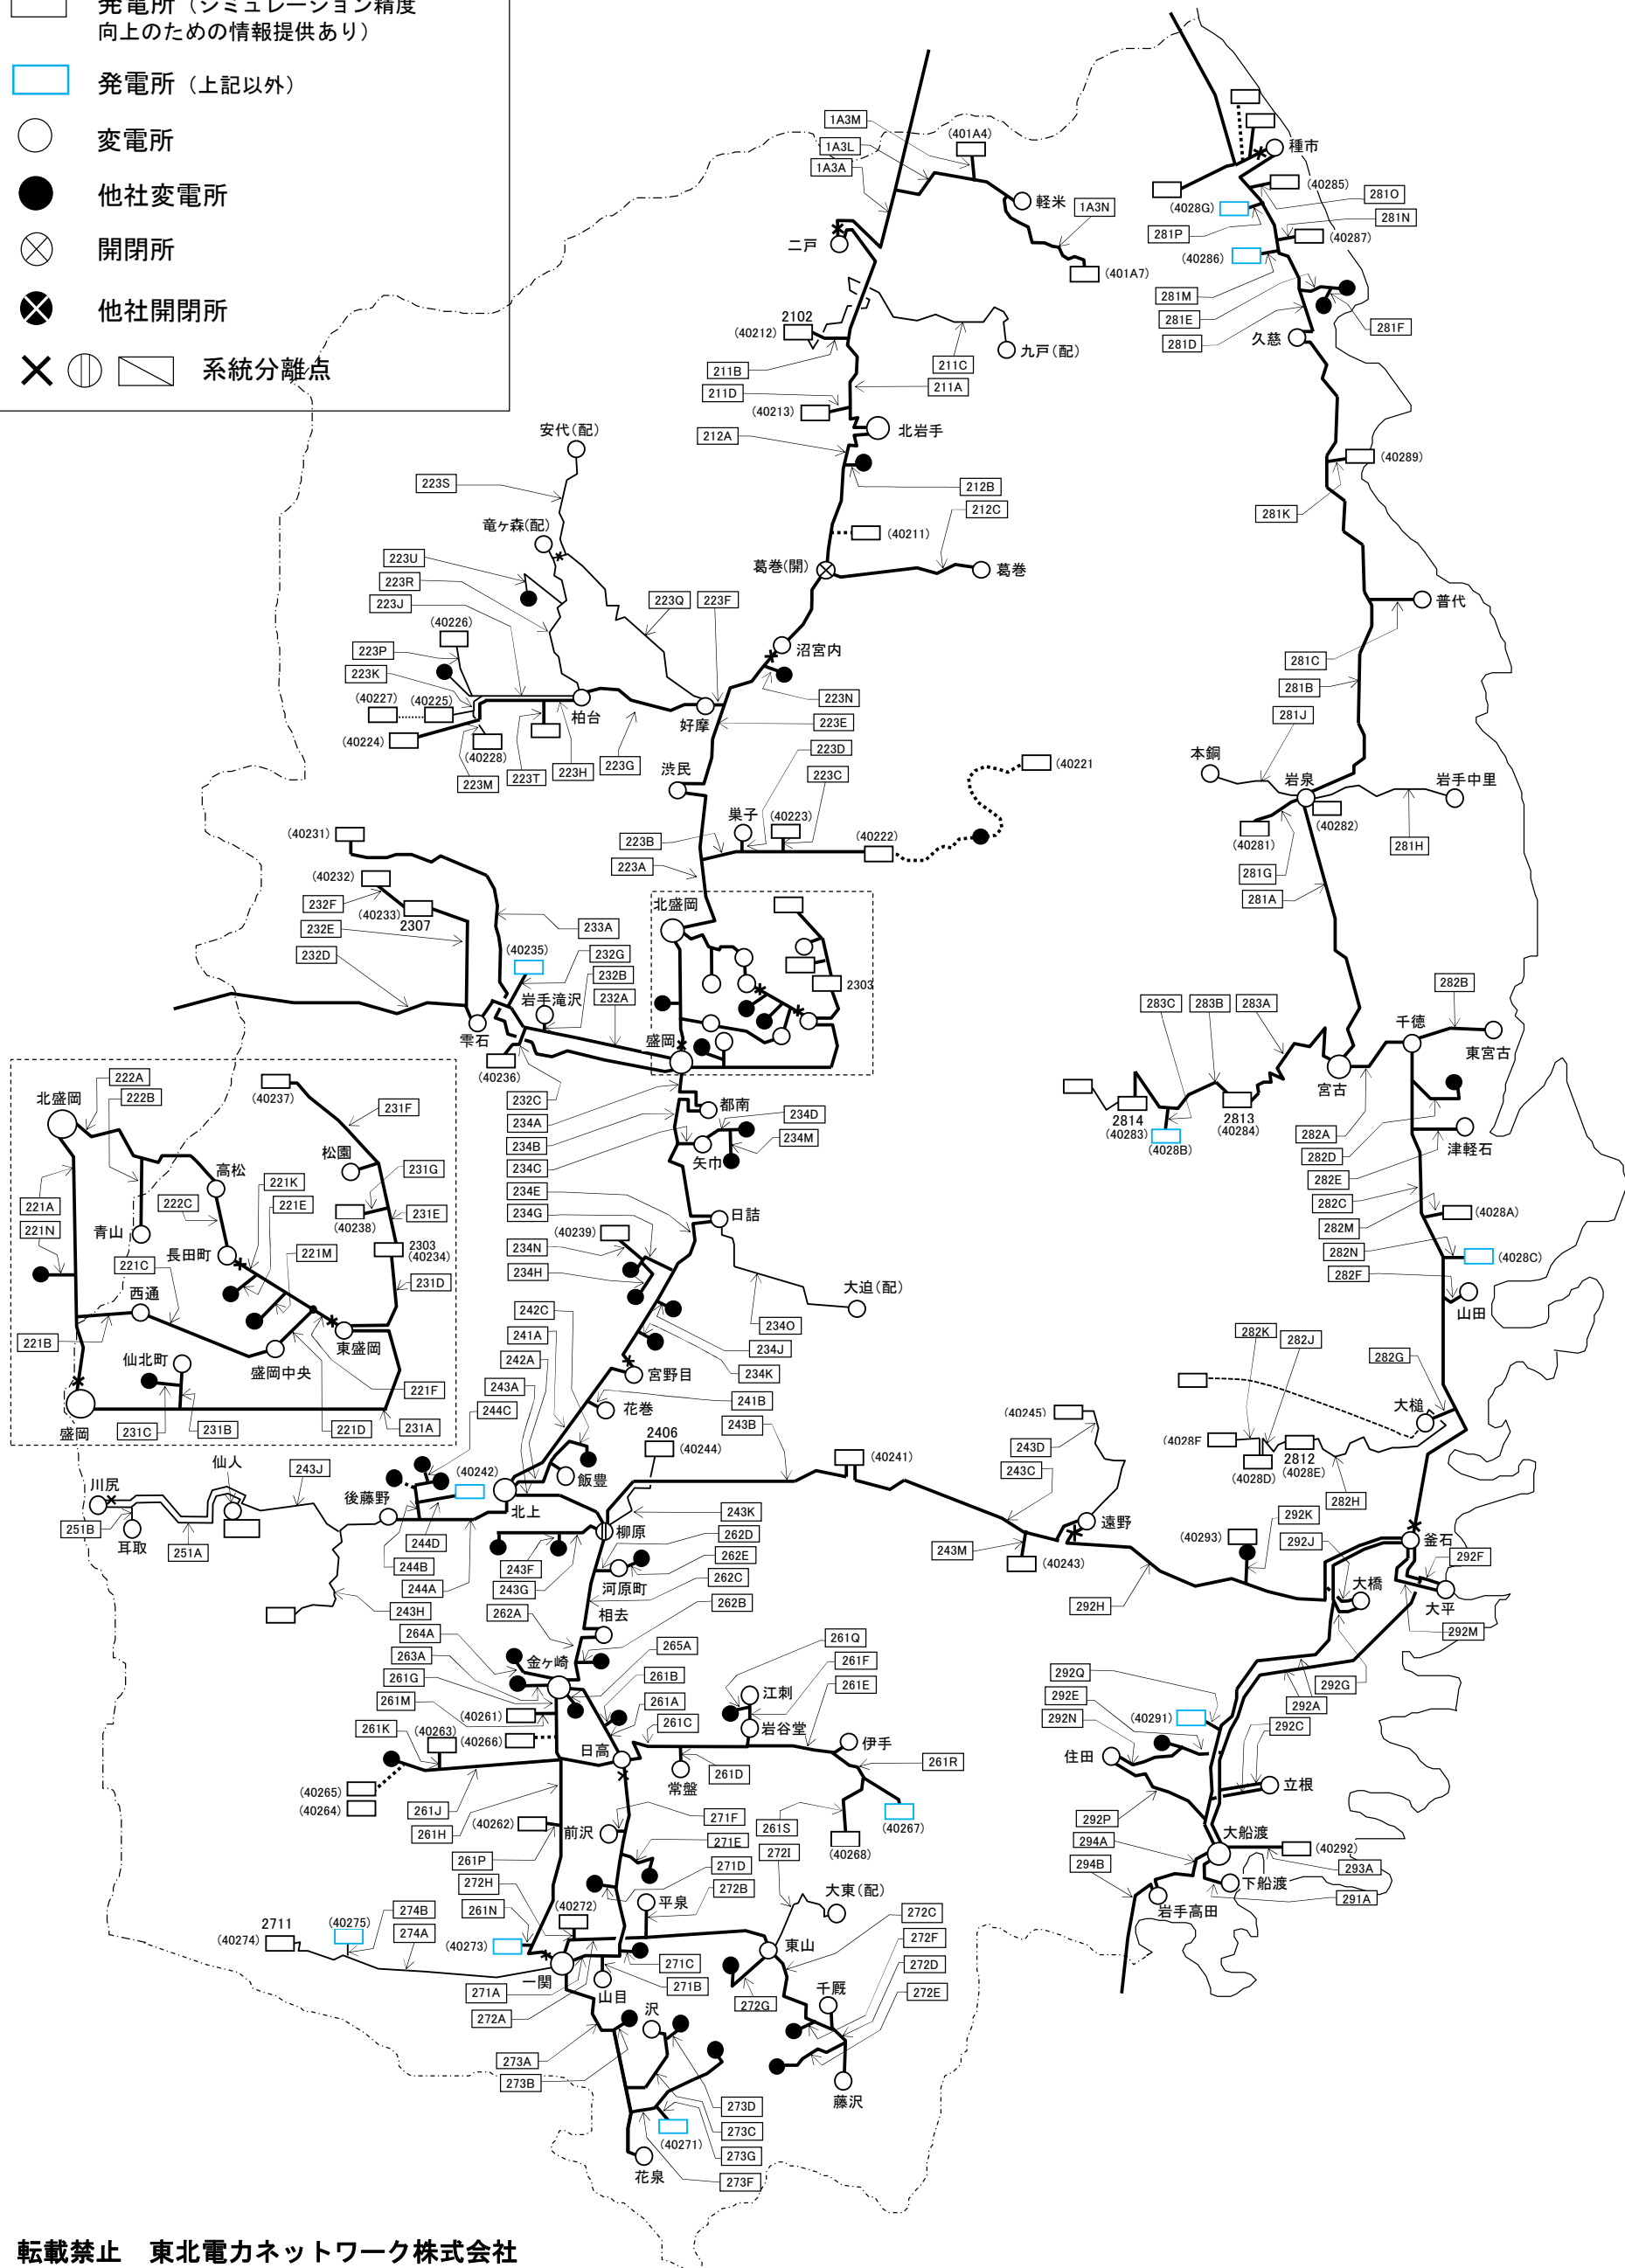 発電所（シミュレーション精度
向上のための情報提供あり）
発電所（上記以外）
変電所
他社変電所
開閉所
他社開閉所
系統分離点
1A3M
1A3L
1A3A
(401A4)
軽米
1A3N
(401A7)
二戸
2102
(40212)
211B
211D
(40213)
211C
九戸(配)
211A
北岩手
212A
212B
212C
(40211)
葛巻(開)
葛巻
種市
(40285)
281O
(4028G)
281P
281N
(40287)
(40286)
281M
281E
281D
281F
久慈
(40289)
281K
普代
281C
281B
281J
本銅
岩泉
岩手中里
(40282)
(40281)
281H
281G
281A
安代(配)
223S
竜ヶ森(配)
223U
223R
223J
223Q
223F
(40226)
223P
223K
(40227)
(40225)
(40224)
(40228)
223M
223T
223H
223G
柏台
好摩
沼宮内
223N
223E
223D
223C
渋民
巣子
(40223)
(40222)
(40221
223B
223A
(40231)
(40232)
232F
(40233)
2307
232E
232D
233A
(40235)
232G
232B
232A
岩手滝沢
雫石
(40236)
232C
北盛岡
2303
盛岡
234A
234B
234C
都南
234D
234M
矢巾
234E
234G
日詰
(40239)
234N
234H
大迫(配)
234O
234J
234K
宮野目
北盛岡
222A
222B
(40237)
231F
松園
高松
221K
222C
221E
231G
(40238)
231E
221A
221N
青山
長田町
221M
2303
(40234)
221C
西通
231D
221B
仙北町
盛岡中央
東盛岡
221F
盛岡
231C
231B
221D
231A
283C
283B
283A
千徳
282B
東宮古
宮古
2814
(40283)
2813
(40284)
(4028B)
282A
282D
津軽石
282E
282C
282M
(4028A)
282N
(4028C)
282F
山田
282K
282J
282G
大槌
(4028F
2812
(4028D)
(4028E)
282H
242C
241A
242A
243A
244C
花巻
241B
243B
2406
(40244)
(40241)
(40245)
243D
243C
飯豊
北上
(40242)
後藤野
仙人
243J
川尻
251B
耳取
251A
244D
244B
244A
243H
243F
243G
柳原
243K
262D
262E
262C
262B
河原町
相去
262A
264A
263A
261G
261M
金ヶ崎
265A
261B
261A
243M
(40243)
遠野
292H
(40293)
292K
292J
釜石
292F
大橋
大平
292M
292G
292A
261Q
261F
261E
江刺
岩谷堂
伊手
261C
(40261)
261K
(40263)
(40266)
日高
261D
常盤
261R
(40265)
(40264)
261J
261H
(40262)
前沢
271F
271E
261S
(40267)
(40268)
261P
272H
261N
271D
272B
272I
平泉
大東(配)
(40272)
2711
(40274)
(40275)
274B
274A
(40273)
一関
山目
271C
271B
271A
272A
東山
272C
272F
272D
272E
千厩
272G
藤沢
沢
273A
273B
273D
273C
273G
273F
(40271)
花泉
292Q
292E
292N
(40291)
292C
住田
立根
292P
294A
294B
大船渡
(40292)
293A
下船渡
291A
岩手高田
転載禁止　東北電力ネットワーク株式会社